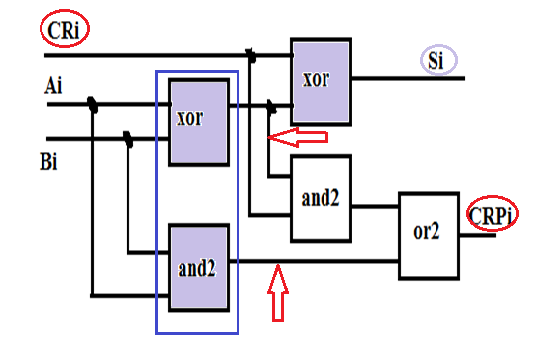 CRi
xor
Si
Ai
xor
Bi
and2
CRPi
or2
and2